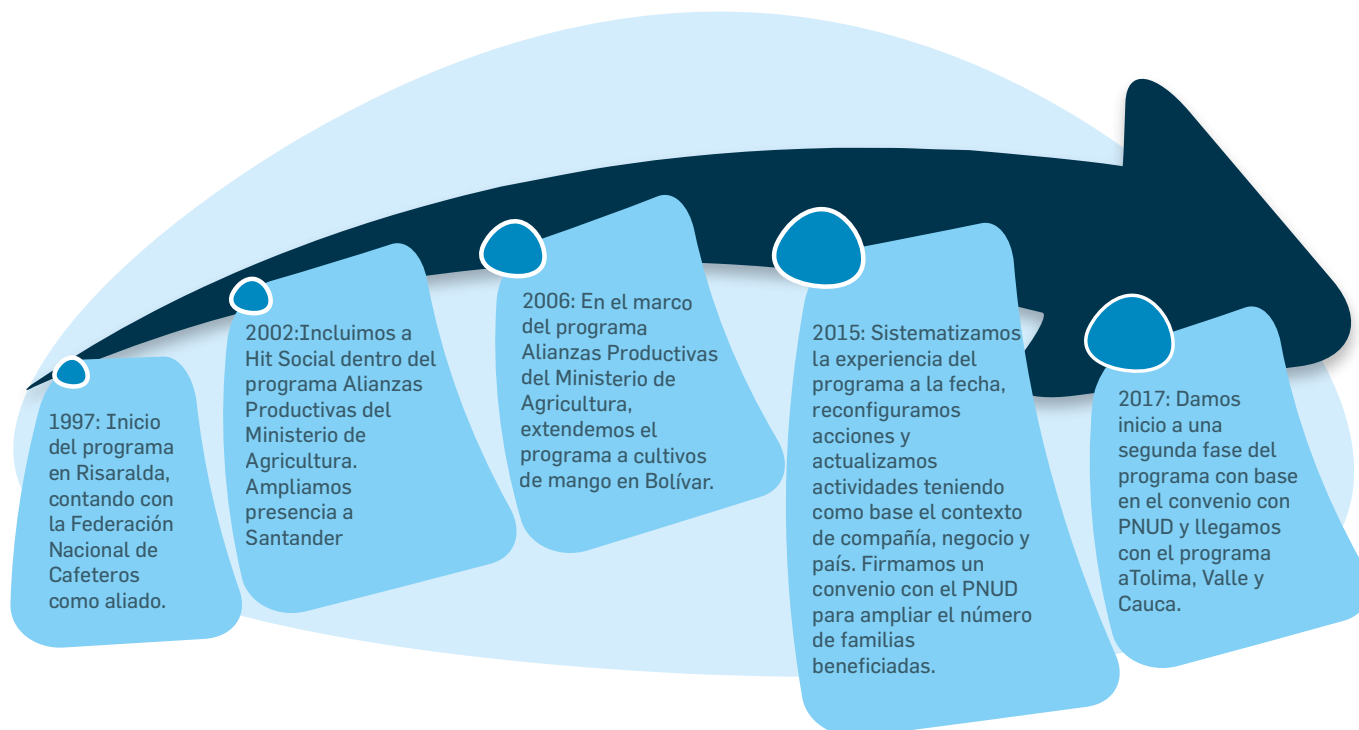 1997: Inicio
del programa
en Risaralda,
contando con
la Federación
Nacional de
Cafeteros
como aliado.
2002:Incluimos a
Hit Social dentro del
programa Alianzas
Productivas del
Ministerio de
Agricultura.
Ampliamos
presencia a
Santander
2006: En el marco
del programa
Alianzas Productivas
del Ministerio de
Agricultura,
extendemos el
programa a cultivos
de mango en Bolívar.
2015: Sistematizamos
la experiencia del
programa a la fecha,
reconfiguramos
acciones y
actualizamos
actividades teniendo
como base el contexto
de compañía, negocio y
país. Firmamos un
convenio con el PNUD
para ampliar el número
de familias
beneficiadas.
2017: Damos
inicio a una
segunda fase del
programa con base
en el convenio con
PNUD y llegamos
con el programa
aTolima, Valle y
Cauca.